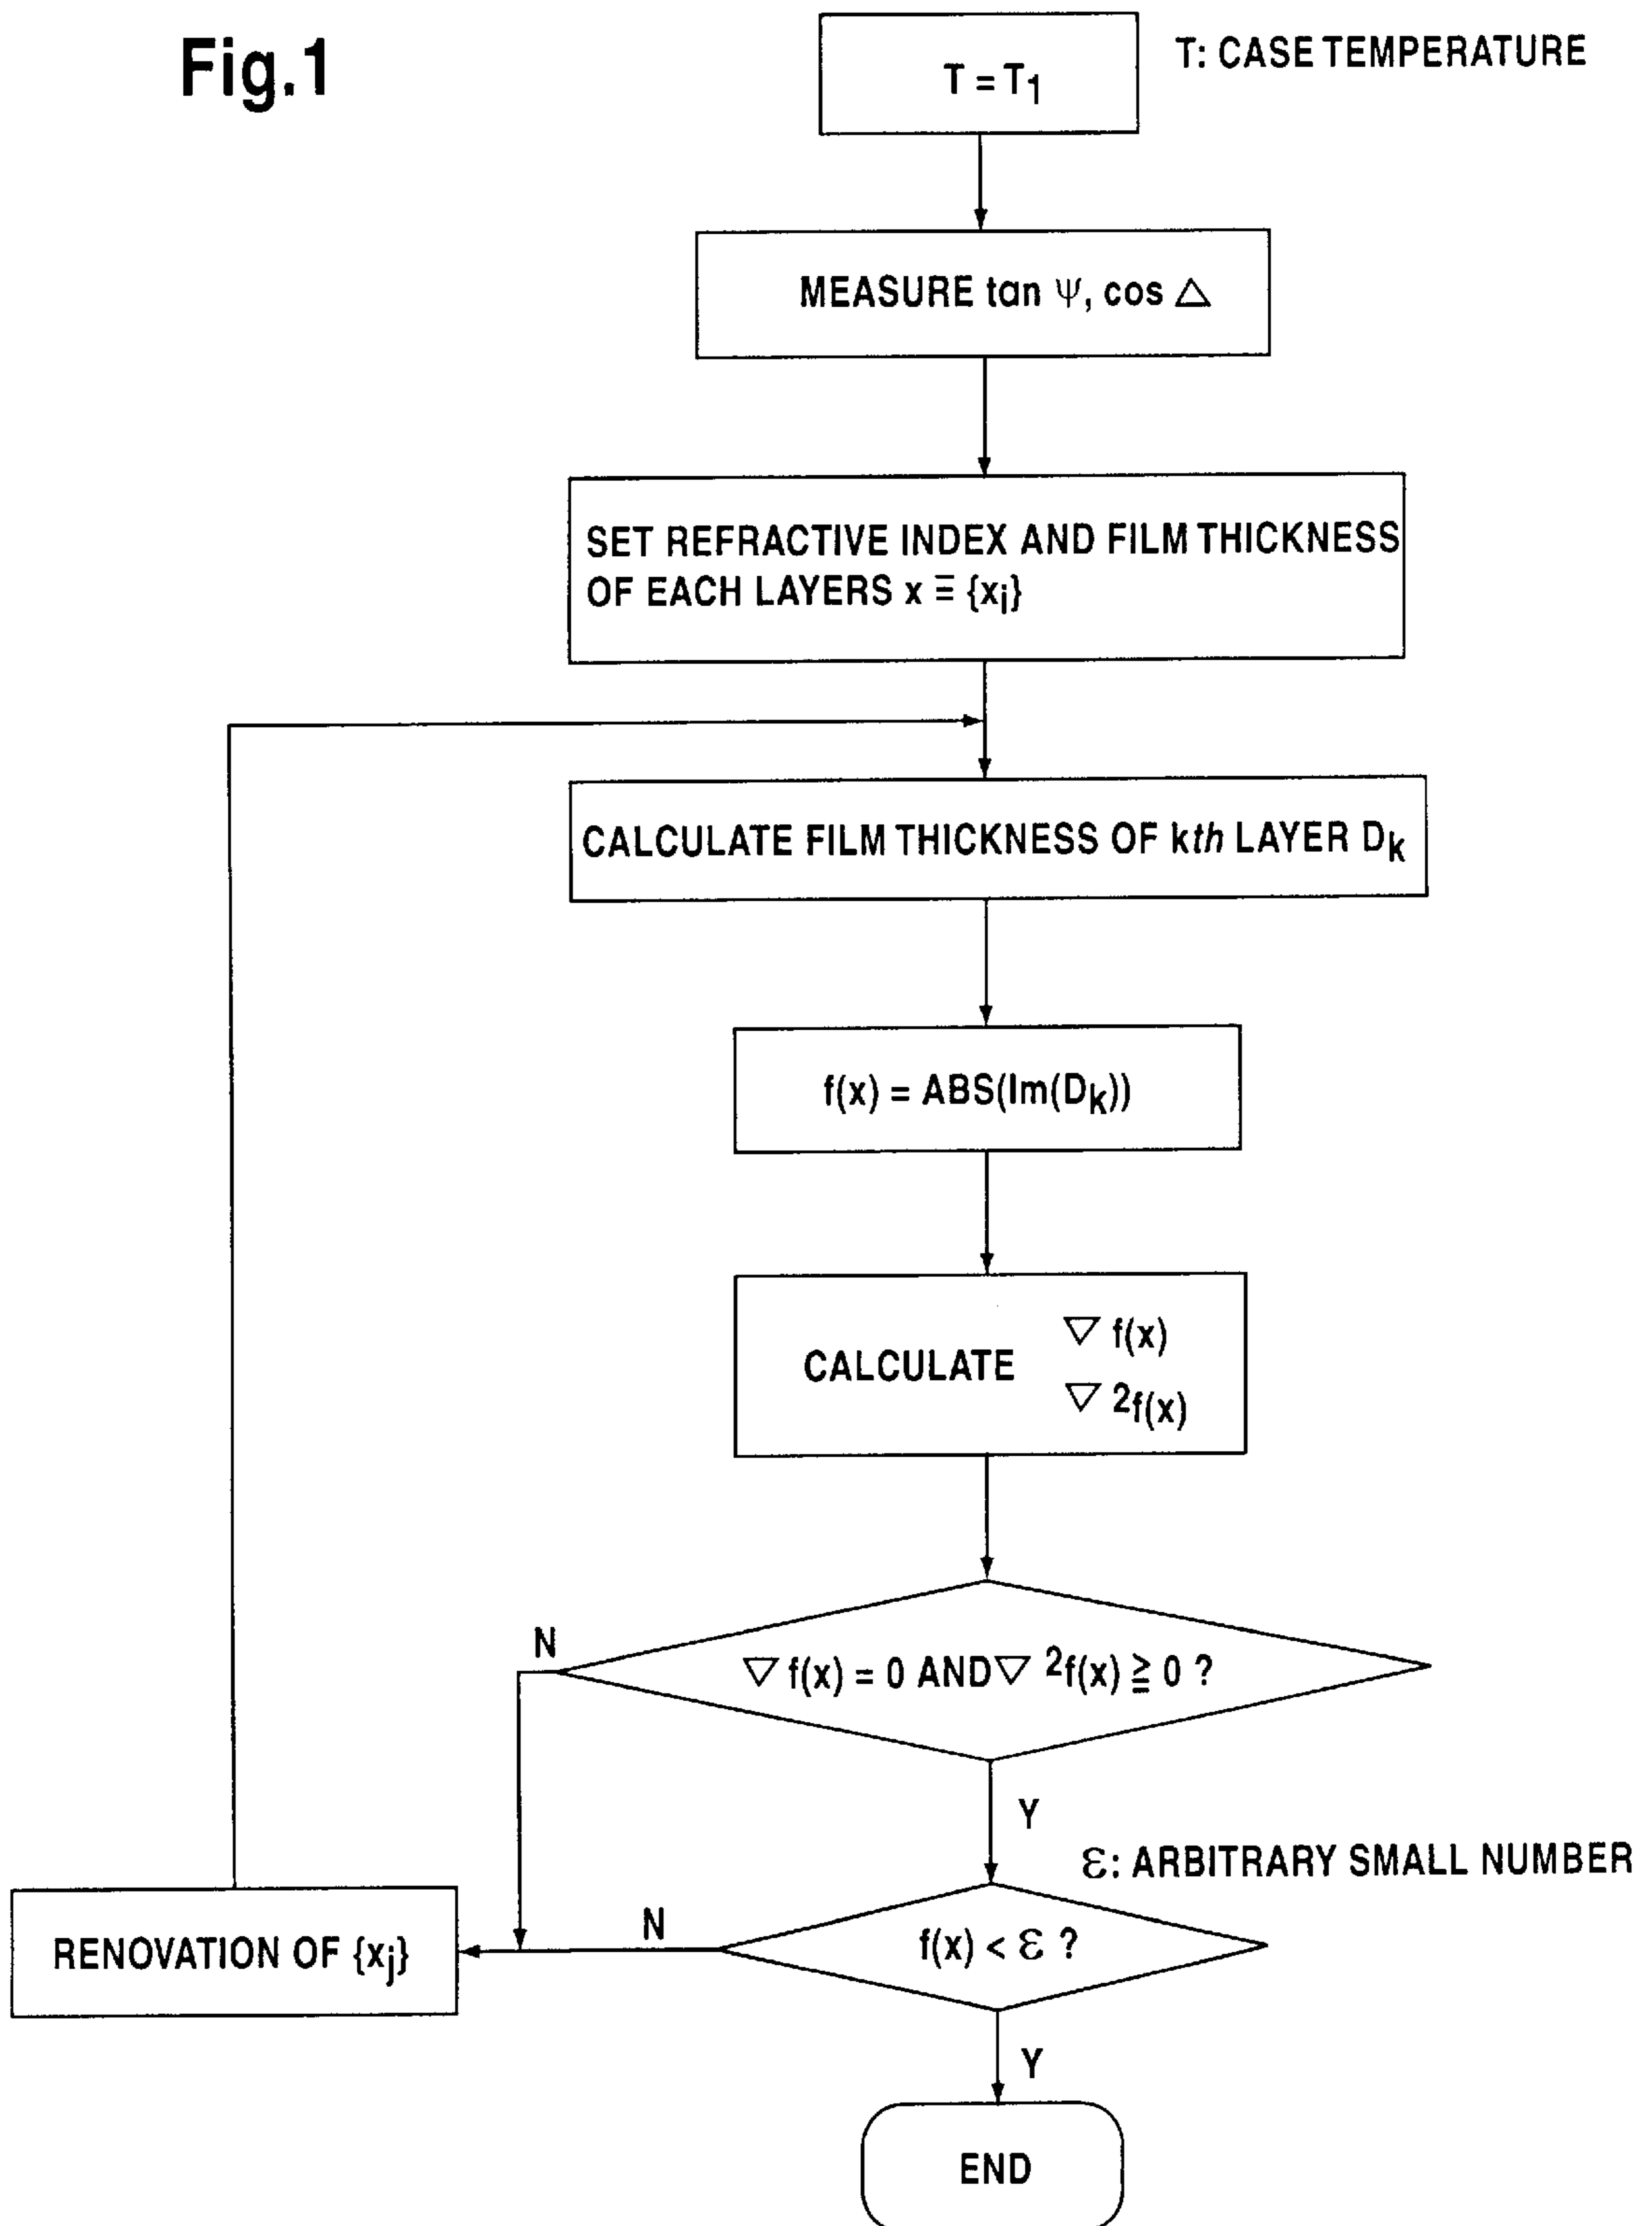 Fig.1
T = T1
T: CASE TEMPERATURE
MEASURE tan Ψ, cos △
SET REFRACTIVE INDEX AND FILM THICKNESS
OF EACH LAYERS x ≡ {xj}
CALCULATE FILM THICKNESS OF kth LAYER Dk
f(x) = ABS(Im(Dk))
▽ f(x)
CALCULATE
▽ 2f(x)
N
▽ f(x) = 0 AND▽ 2f(x) ≧ 0 ?
Y
ε: ARBITRARY SMALL NUMBER
RENOVATION OF {xj}
N
f(x) < ε ?
Y
END